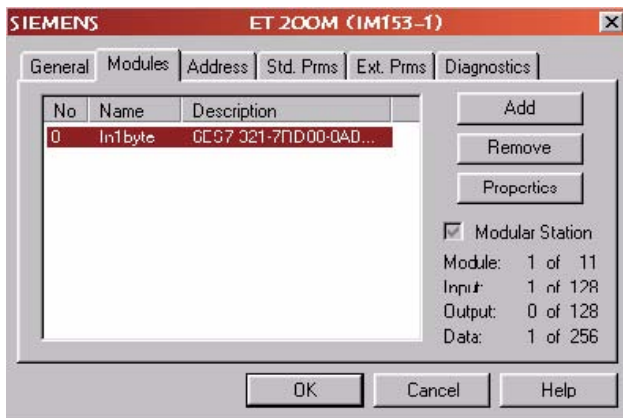 SIEMENS ET 200M (IM153-1)
General Modules Address Std. Prms Ext. Prms Diagnostics
No Name Description
0 In1byte 6ES7 321-7RD00-0AB...
Add
Remove
Properties
Modular Station
Module: 1 of 11
Input: 1 of 128
Output: 0 of 128
Data: 1 of 256
OK Cancel Help